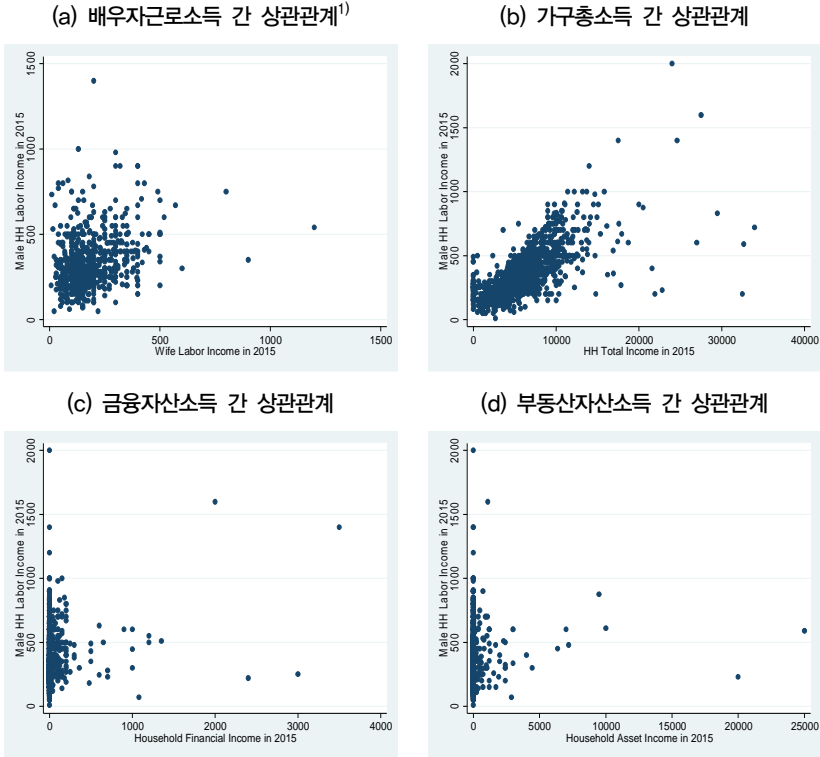 (a) 배우자근로소득 간 상관관계1)
Male HH Labor Income in 2015
1500
1000
500
0
0 500 1000 1500
Wife Labor Income in 2015
(b) 가구총소득 간 상관관계
Male HH Labor Income in 2015
2000
1500
1000
500
0
0 10000 20000 30000 40000
HH Total Income in 2015
(c) 금융자산소득 간 상관관계
Male HH Labor Income in 2015
2000
1500
1000
500
0
0 1000 2000 3000 4000
Household Financial Income in 2015
(d) 부동산자산소득 간 상관관계
Male HH Labor Income in 2015
2000
1500
1000
500
0
0 5000 10000 15000 20000 25000
Household Asset Income in 2015